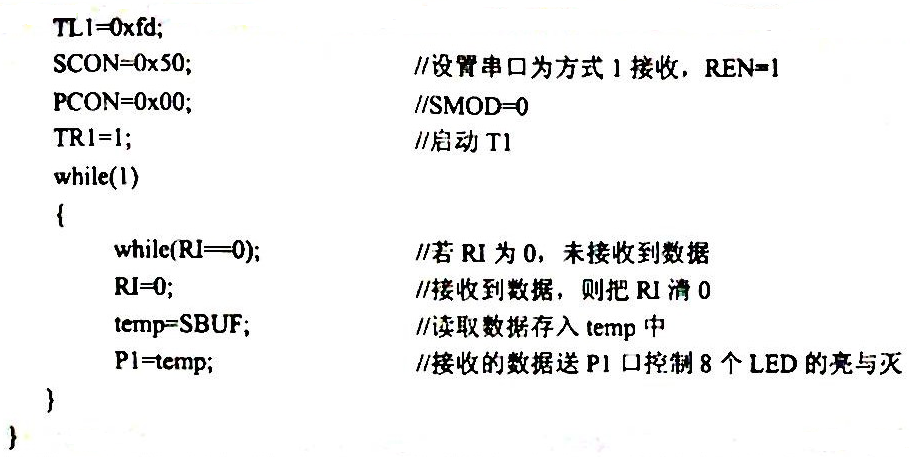 TL1=0xfd;
SCON=0x50; //设置串口为方式 1 接收，REN=1
PCON=0x00; //SMOD=0
TR1=1; //启动 T1
while(1)
{
while(RI==0); //若 RI 为 0，未接收到数据
RI=0; //接收到数据，则把 RI 清 0
temp=SBUF; //读取数据存入 temp 中
P1=temp; //接收的数据送 P1 口控制 8 个 LED 的亮与灭
}
}